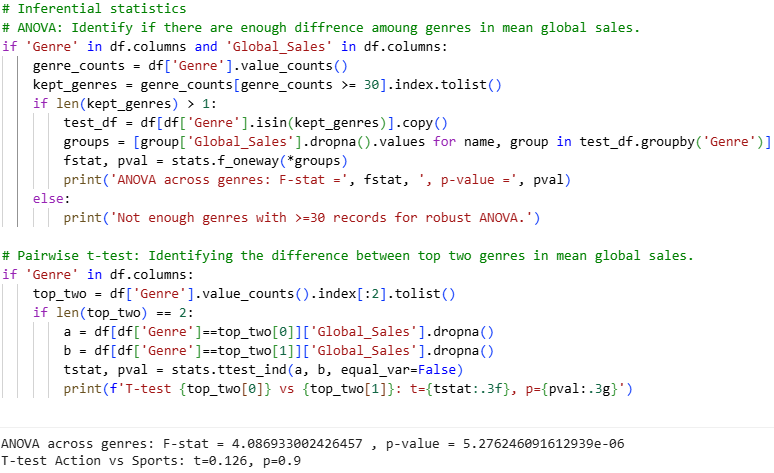 # Inferential statistics
# ANOVA: Identify if there are enough diffrence amoung genres in mean global sales.
if 'Genre' in df.columns and 'Global_Sales' in df.columns:
    genre_counts = df['Genre'].value_counts()
    kept_genres = genre_counts[genre_counts >= 30].index.tolist()
    if len(kept_genres) > 1:
        test_df = df[df['Genre'].isin(kept_genres)].copy()
        groups = [group['Global_Sales'].dropna().values for name, group in test_df.groupby('Genre')]
        fstat, pval = stats.f_oneway(*groups)
        print('ANOVA across genres: F-stat =', fstat, ', p-value =', pval)
    else:
        print('Not enough genres with >=30 records for robust ANOVA.')
# Pairwise t-test: Identifying the difference between top two genres in mean global sales.
if 'Genre' in df.columns:
    top_two = df['Genre'].value_counts().index[:2].tolist()
    if len(top_two) == 2:
        a = df[df['Genre']==top_two[0]]['Global_Sales'].dropna()
        b = df[df['Genre']==top_two[1]]['Global_Sales'].dropna()
        tstat, pval = stats.ttest_ind(a, b, equal_var=False)
        print(f'T-test {top_two[0]} vs {top_two[1]}: t={tstat:.3f}, p={pval:.3g}')
ANOVA across genres: F-stat = 4.086933002426457 , p-value = 5.276246091612939e-06
T-test Action vs Sports: t=0.126, p=0.9